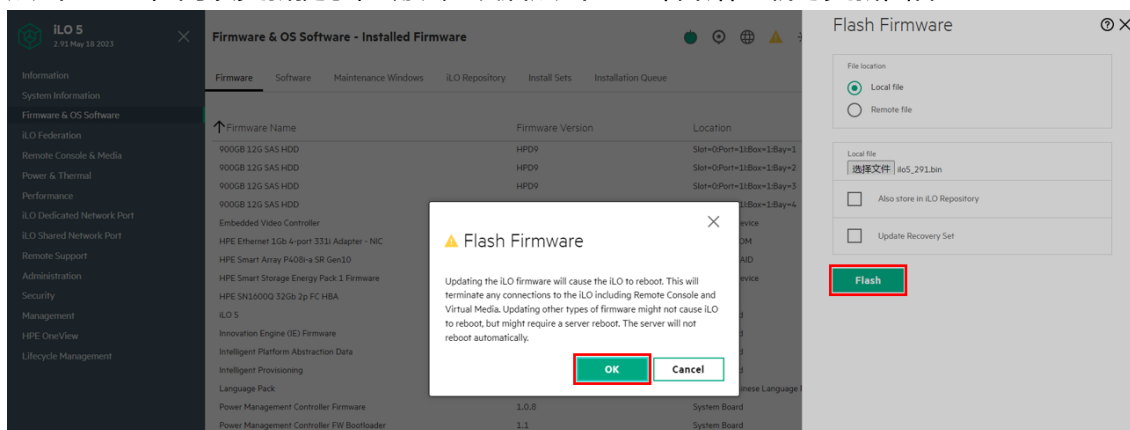 iLO 5
2.91 May 18 2023
Firmware & OS Software - Installed Firmware
Flash Firmware
Information
System Information
Firmware & OS Software
iLO Federation
Remote Console & Media
Power & Thermal
Performance
iLO Dedicated Network Port
iLO Shared Network Port
Remote Support
Administration
Security
Management
HPE OneView
Lifecycle Management
Firmware Software Maintenance Windows iLO Repository Install Sets Installation Queue
Firmware Name Firmware Version Location
900GB 12G SAS HDD HPD9 Slot=0:Port=1I:Box=1:Bay=1
900GB 12G SAS HDD HPD9 Slot=0:Port=1I:Box=1:Bay=2
900GB 12G SAS HDD HPD9 Slot=0:Port=1I:Box=1:Bay=3
900GB 12G SAS HDD 1I:Box=1:Bay=4
Embedded Video Controller evice
HPE Ethernet 1Gb 4-port 331i Adapter - NIC OM
HPE Smart Array P408i-a SR Gen10 AID
HPE Smart Storage Energy Pack 1 Firmware evice
HPE SN1600Q 32Gb 2p FC HBA
iLO 5
Innovation Engine (IE) Firmware
Intelligent Platform Abstraction Data
Intelligent Provisioning
Language Pack inese Language
Power Management Controller Firmware 1.0.8 System Board
Power Management Controller FW Bootloader 1.1 System Board
Flash Firmware
Updating the iLO firmware will cause the iLO to reboot. This will
terminate any connections to the iLO including Remote Console and
Virtual Media. Updating other types of firmware might not cause iLO
to reboot, but might require a server reboot. The server will not
reboot automatically.
OK Cancel
File location
Local file
Remote file
Local file
选择文件 ilo5_291.bin
Also store in iLO Repository
Update Recovery Set
Flash